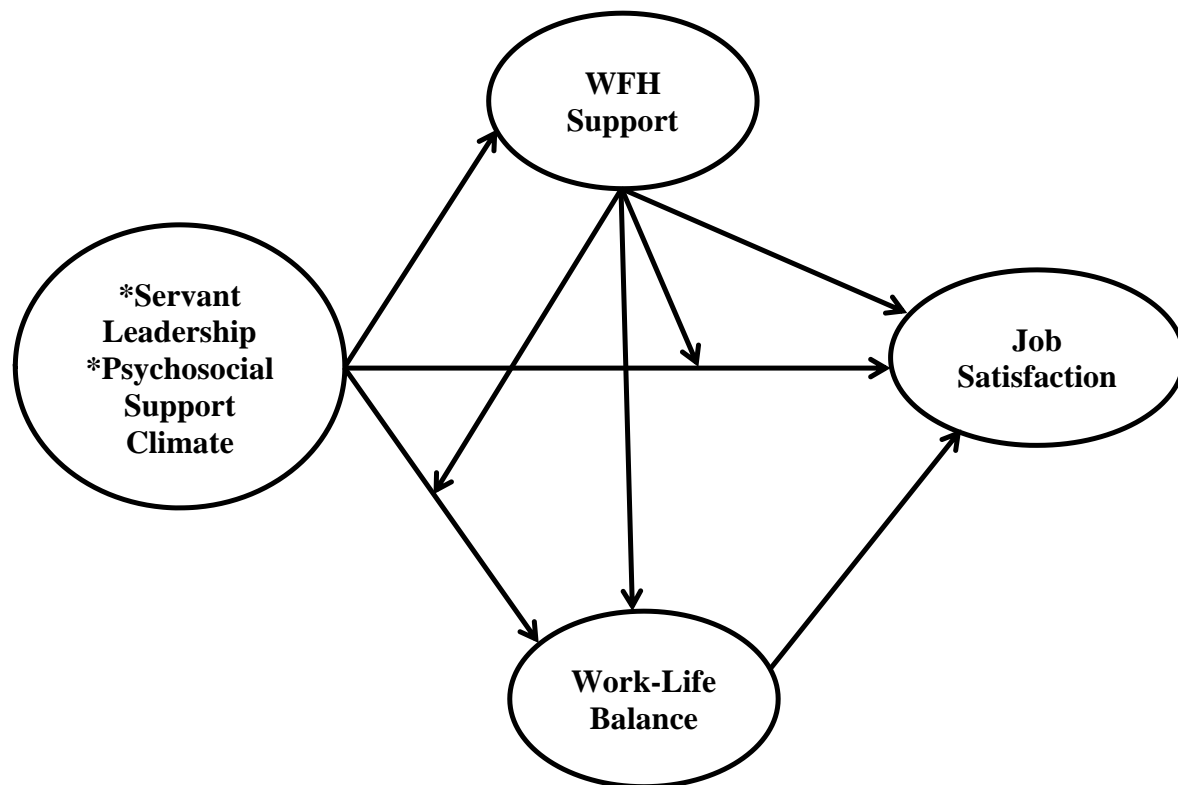 WFH
Support
*Servant
Leadership
*Psychosocial
Support
Climate
Job
Satisfaction
Work-Life
Balance